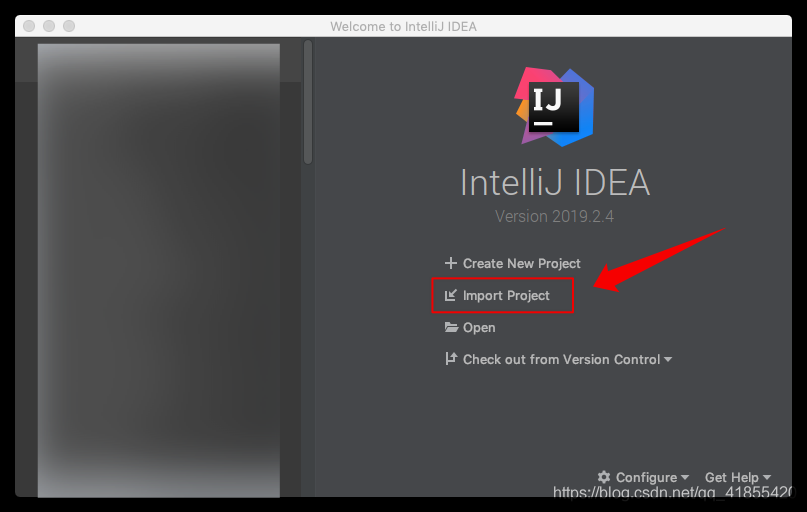 Welcome to IntelliJ IDEA
IJ
IntelliJ IDEA
Version 2019.2.4
Create New Project
Import Project
Open
Check out from Version Control
Configure Get Help
https://blog.csdn.net/qq_41855420